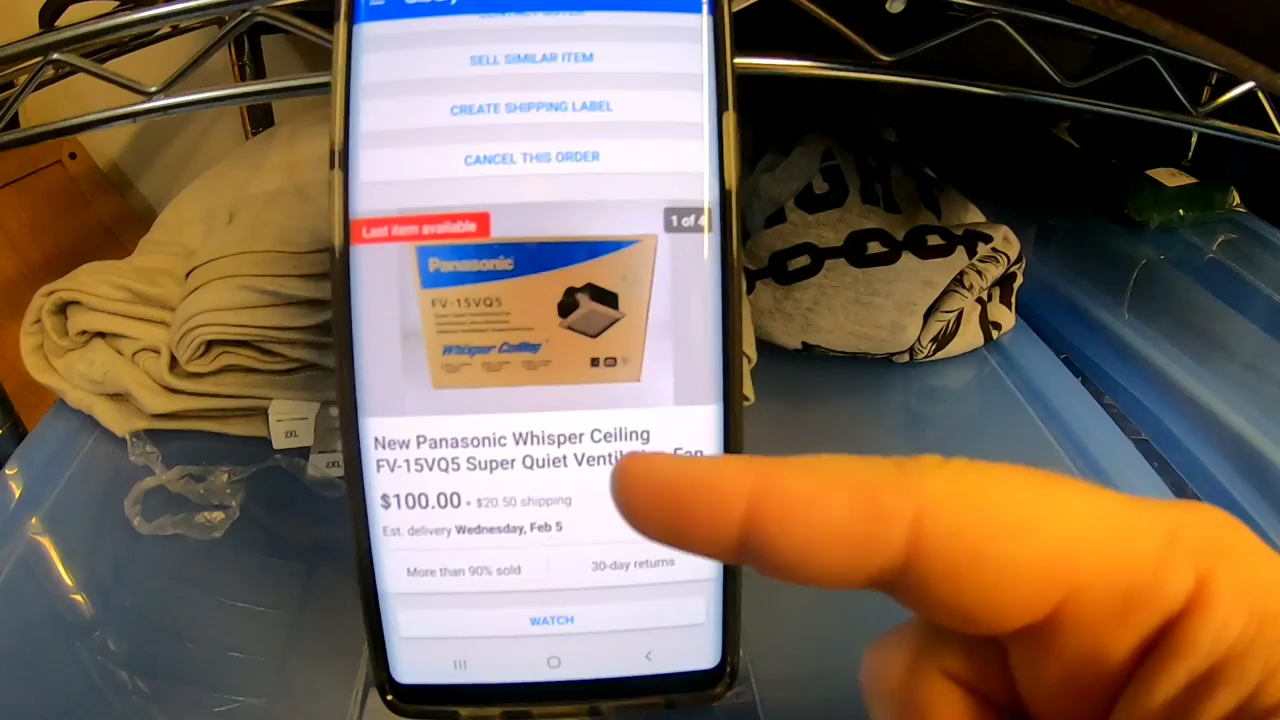 SELL SIMILAR ITEM
CREATE SHIPPING LABEL
CANCEL THIS ORDER
Last item available
1 of 4
Panasonic
FV-15VQ5
Whisper Ceiling
New Panasonic Whisper Ceiling
FV-15VQ5 Super Quiet Fan
$100.00 • $20.50 shipping
Est. delivery Wednesday, Feb 5
More than 90% sold
30-day returns
WATCH
2XL
2XL